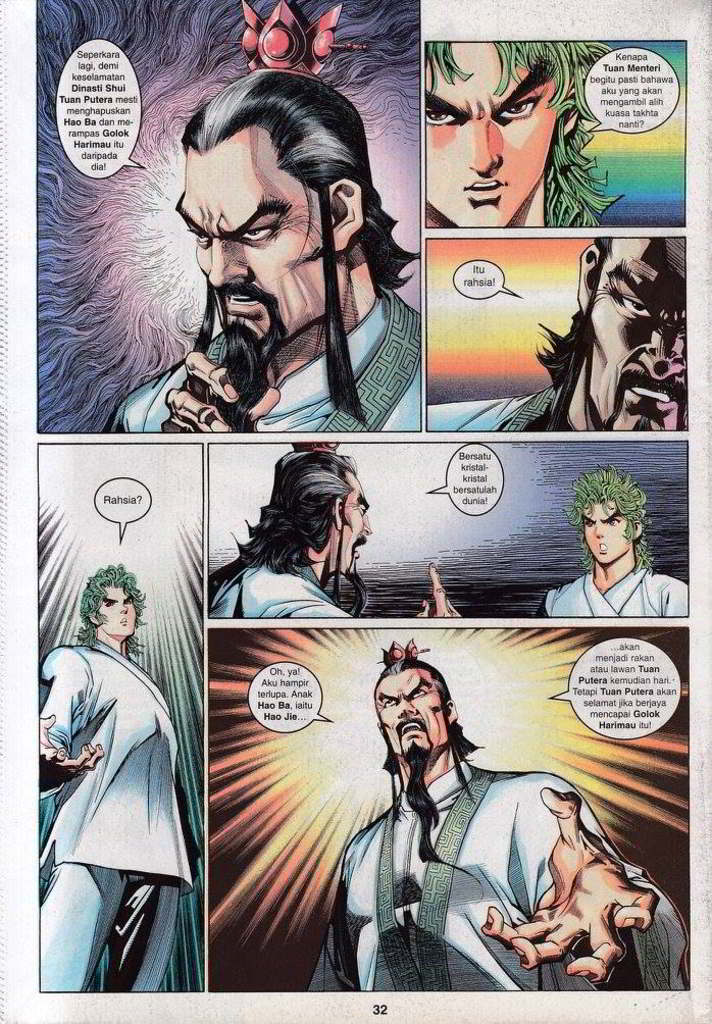 Seperkara
lagi, demi
keselamatan
Dinasti Shui
Tuan Putera mesti
menghapuskan
Hao Ba dan me-
rampas Golok
Harimau itu
daripada
dia!
Kenapa
Tuan Menteri
begitu pasti bahawa
aku yang akan
mengambil alih
kuasa takhta
nanti?
Itu
rahsia!
Rahsia?
Bersatu
kristal-
kristal
bersatulah
dunia!
Oh, ya!
Aku hampir
terlupa. Anak
Hao Ba, iaitu
Hao Jie...
...akan
menjadi rakan
atau lawan Tuan
Putera kemudian hari.
Tetapi Tuan Putera akan
selamat jika berjaya
mencapai Golok
Harimau itu!
32